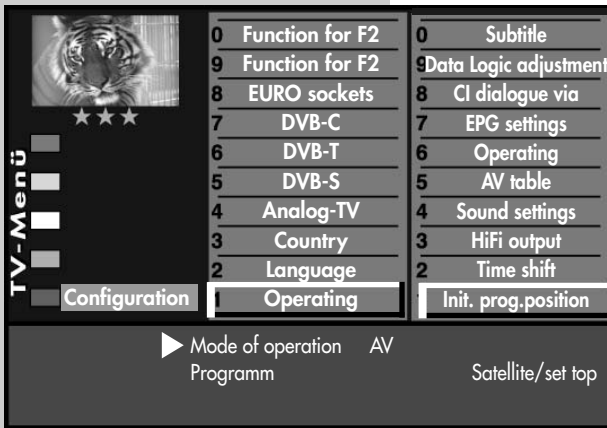 0 Function for F2
9 Function for F2
8 EURO sockets
7 DVB-C
6 DVB-T
5 DVB-S
4 Analog-TV
3 Country
2 Language
1 Operating
0 Subtitle
9 Data Logic adjustment
8 CI dialogue via
7 EPG settings
6 Operating
5 AV table
4 Sound settings
3 HiFi output
2 Time shift
Init. prog.position
TV-Menü
Configuration
Mode of operation AV
Programm Satellite/set top